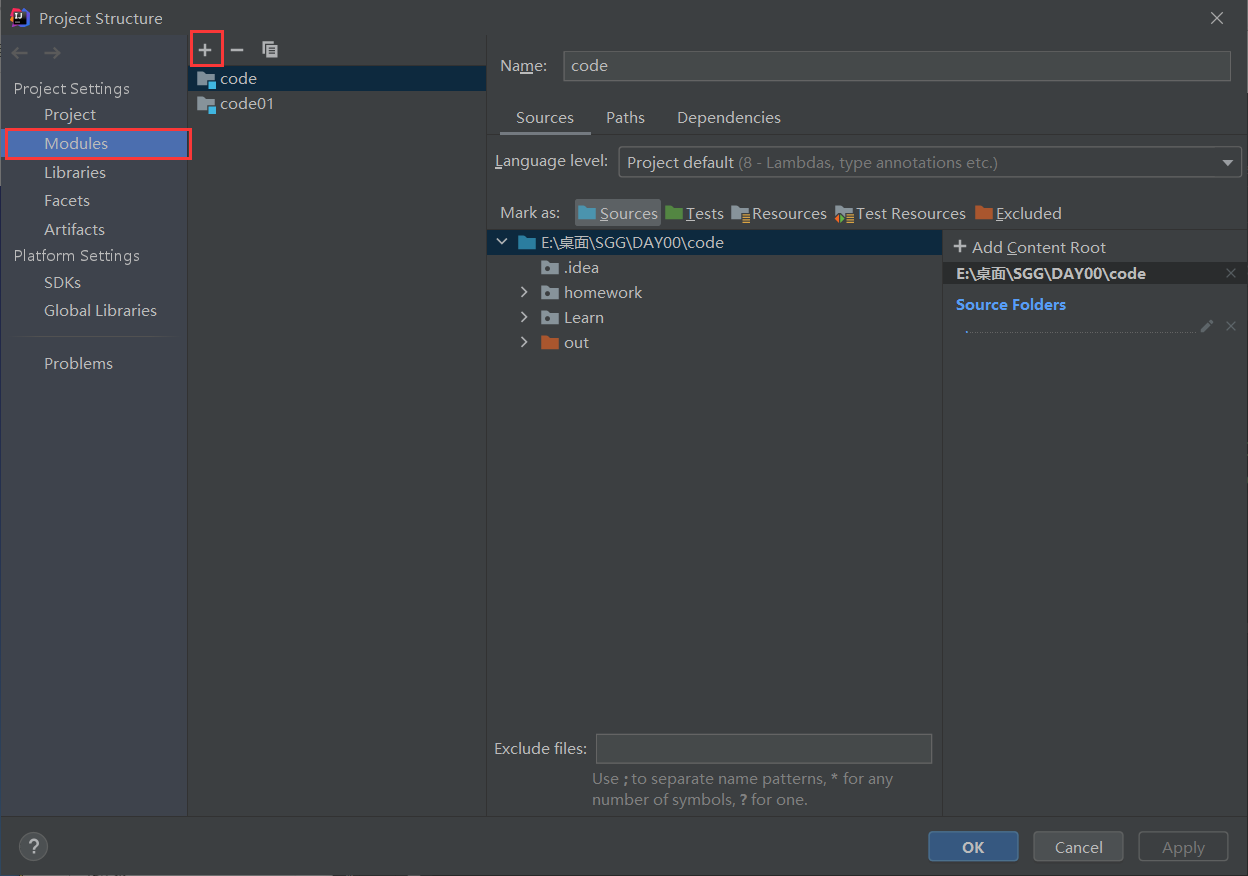 Project Structure
Project Settings
Project
Modules
Libraries
Facets
Artifacts
Platform Settings
SDKs
Global Libraries
Problems
code
code01
Name: code
Sources Paths Dependencies
Language level: Project default (8 - Lambdas, type annotations etc.)
Mark as: Sources Tests Resources Test Resources Excluded
E:\桌面\SGG\DAY00\code
.idea
homework
Learn
out
+ Add Content Root
E:\桌面\SGG\DAY00\code
Source Folders
.
Exclude files:
Use ; to separate name patterns, * for any
number of symbols, ? for one.
? OK Cancel Apply